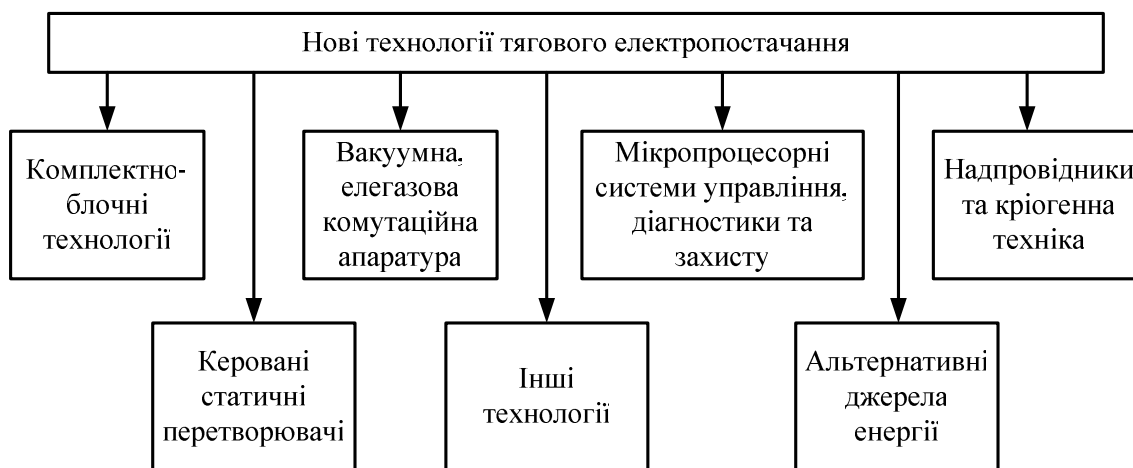 Нові технології тягового електропостачання
Комплектно-
блочні
технології
Вакуумна,
елегазова
комутаційна
апаратура
Мікропроцесорні
системи управління,
діагностики та
захисту
Надпровідники
та кріогенна
техніка
Керовані
статичні
перетворювачі
Інші
технології
Альтернативні
джерела
енергії